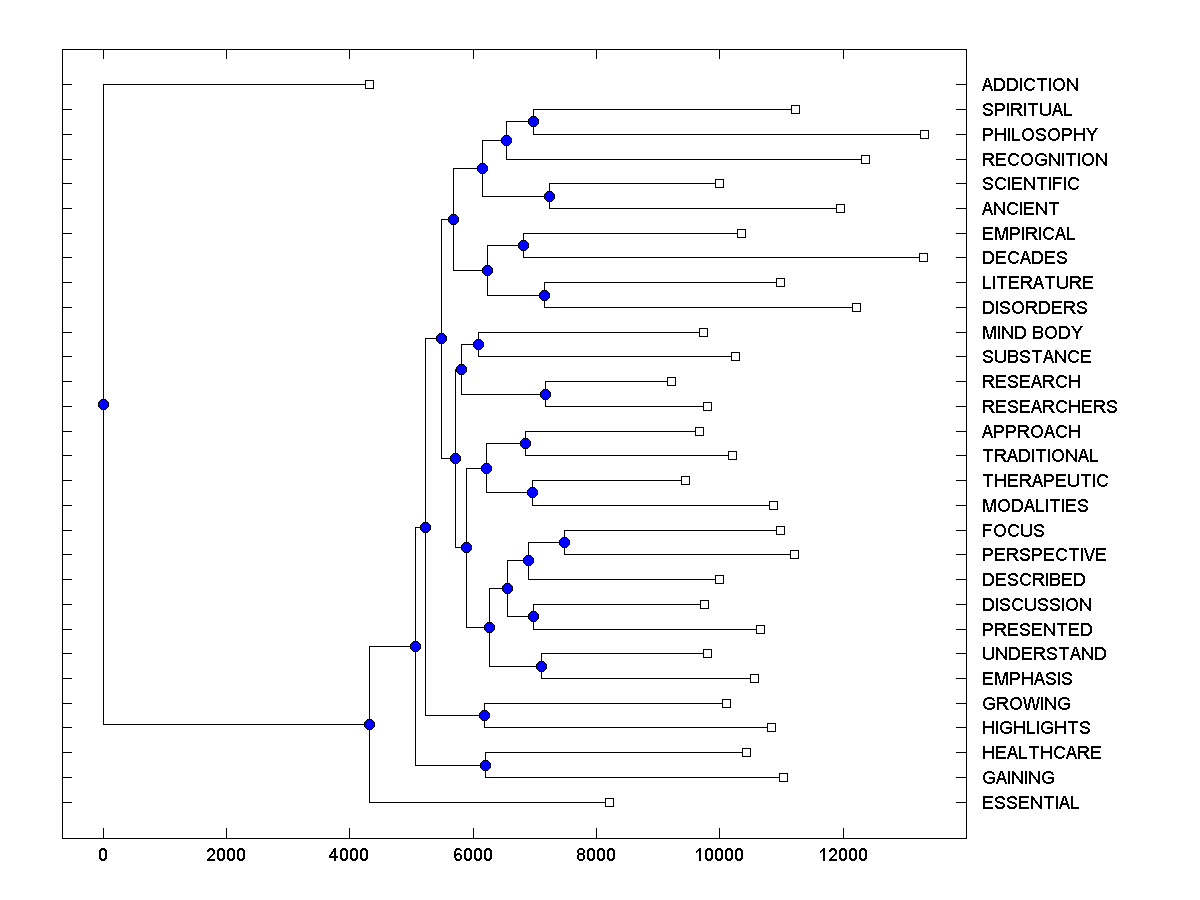 ADDICTION
SPIRITUAL
PHILOSOPHY
RECOGNITION
SCIENTIFIC
ANCIENT
EMPIRICAL
DECADES
LITERATURE
DISORDERS
MIND BODY
SUBSTANCE
RESEARCH
RESEARCHERS
APPROACH
TRADITIONAL
THERAPEUTIC
MODALITIES
FOCUS
PERSPECTIVE
DESCRIBED
DISCUSSION
PRESENTED
UNDERSTAND
EMPHASIS
GROWING
HIGHLIGHTS
HEALTHCARE
GAINING
ESSENTIAL
0 2000 4000 6000 8000 10000 12000